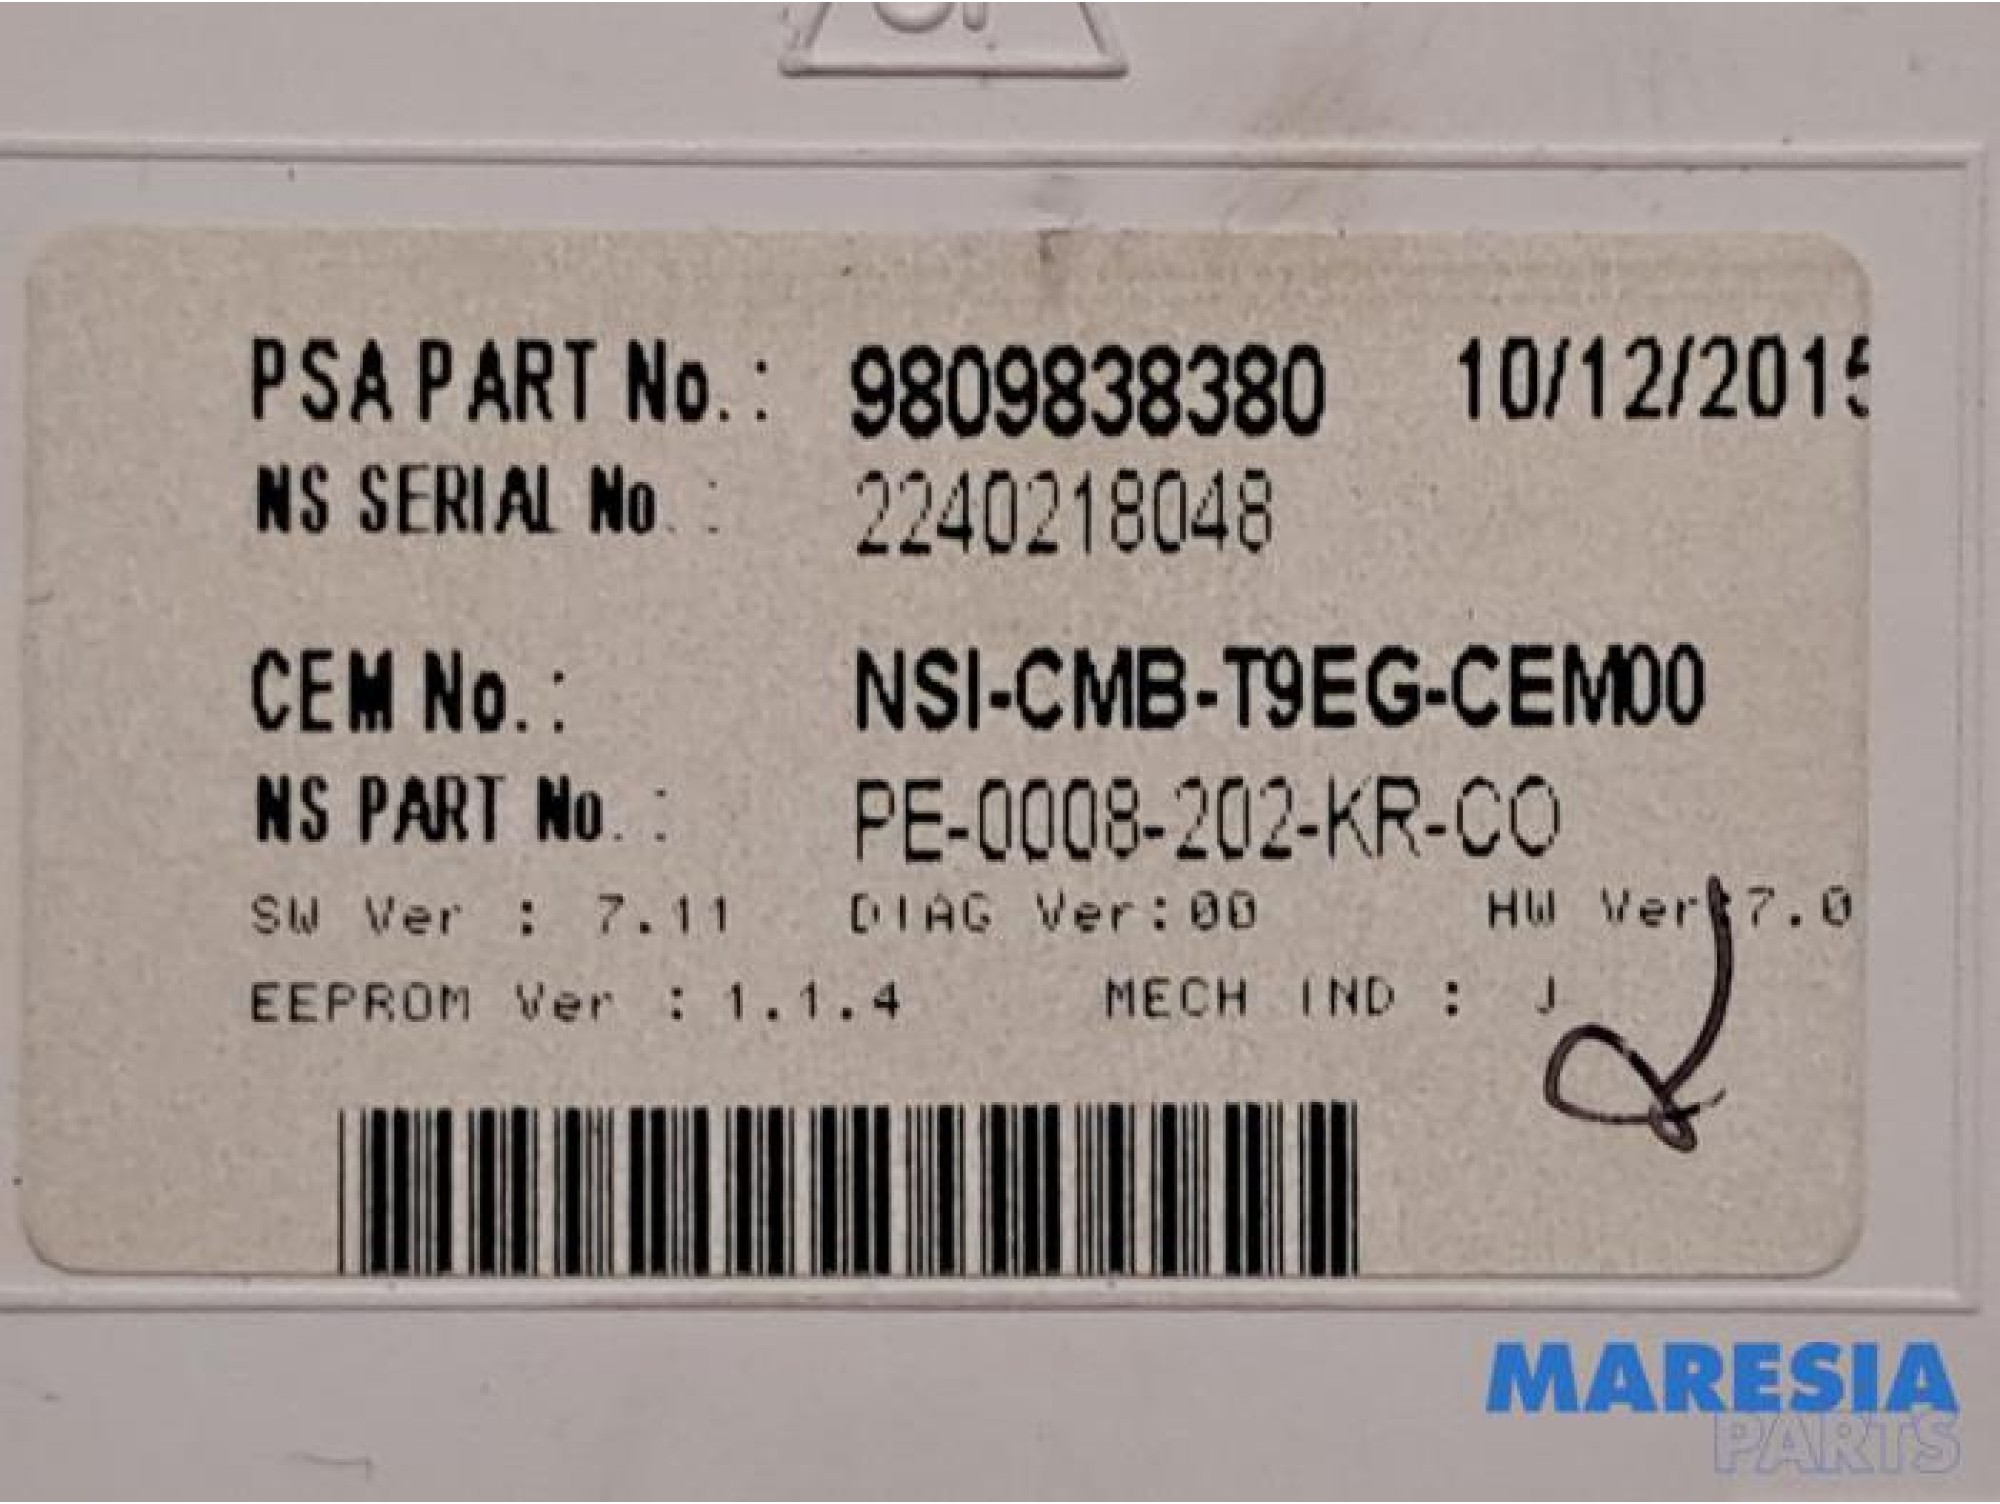 PSA PART No.: 9809838380 10/12/2015
NS SERIAL No.: 2240218048
CEM No.: NSI-CMB-T9EG-CEM00
NS PART No.: PE-0008-202-KR-CO
SW Ver : 7.11 DIAG Ver:00 HW Ver:7.0
EEPROM Ver : 1.1.4 MECH IND : J
MARESIA
PARTS